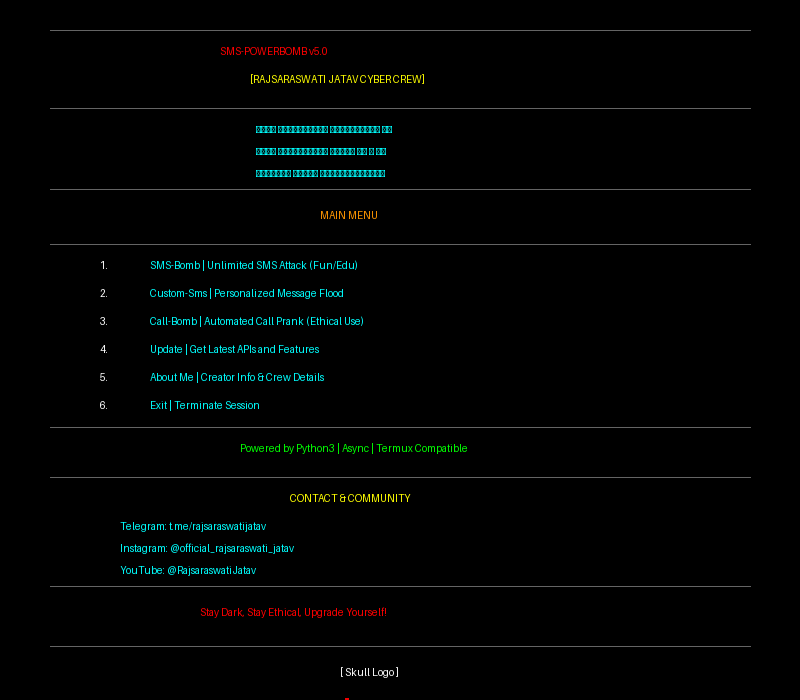 SMS-POWERBOMB v5.0
[RAJSARASWATI JATAV CYBER CREW]
MAIN MENU
1. SMS-Bomb | Unlimited SMS Attack (Fun/Edu)
2. Custom-Sms | Personalized Message Flood
3. Call-Bomb | Automated Call Prank (Ethical Use)
4. Update | Get Latest APIs and Features
5. About Me | Creator Info & Crew Details
6. Exit | Terminate Session
Powered by Python3 | Async | Termux Compatible
CONTACT & COMMUNITY
Telegram: t.me/rajsaraswatijatav
Instagram: @official_rajsaraswati_jatav
YouTube: @RajsaraswatiJatav
Stay Dark, Stay Ethical, Upgrade Yourself!
[ Skull Logo ]